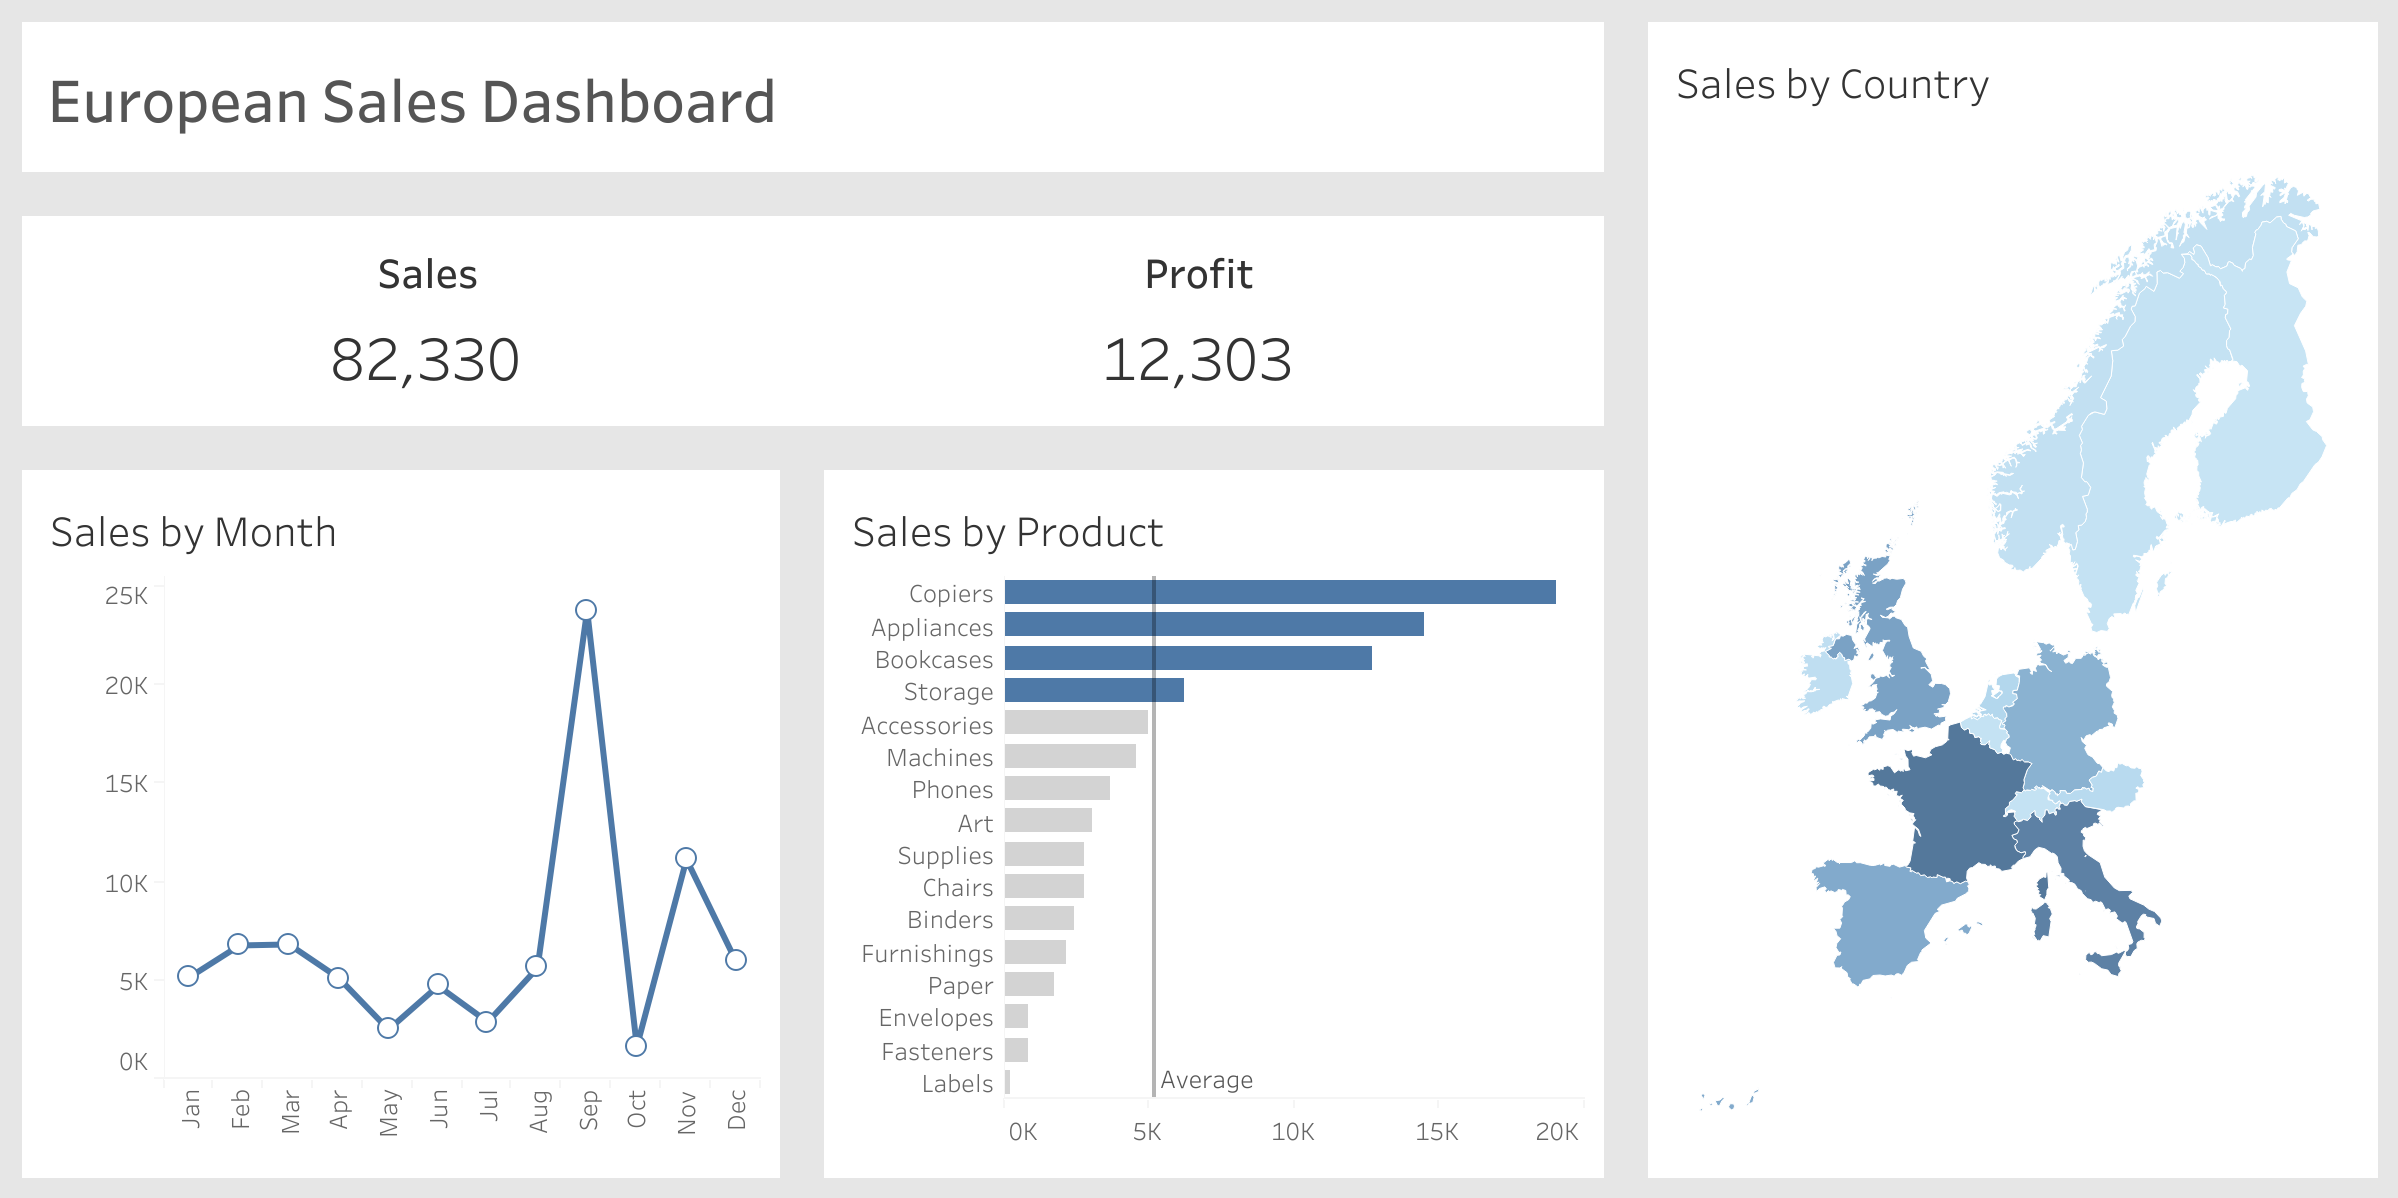 European Sales Dashboard
Sales
82,330
Profit
12,303
Sales by Month
25K
20K
15K
10K
5K
0K
Jan
Feb
Mar
Apr
May
Jun
Jul
Aug
Sep
Oct
Nov
Dec
Sales by Product
Copiers
Appliances
Bookcases
Storage
Accessories
Machines
Phones
Art
Supplies
Chairs
Binders
Furnishings
Paper
Envelopes
Fasteners
Labels
Average
0K
5K
10K
15K
20K
Sales by Country